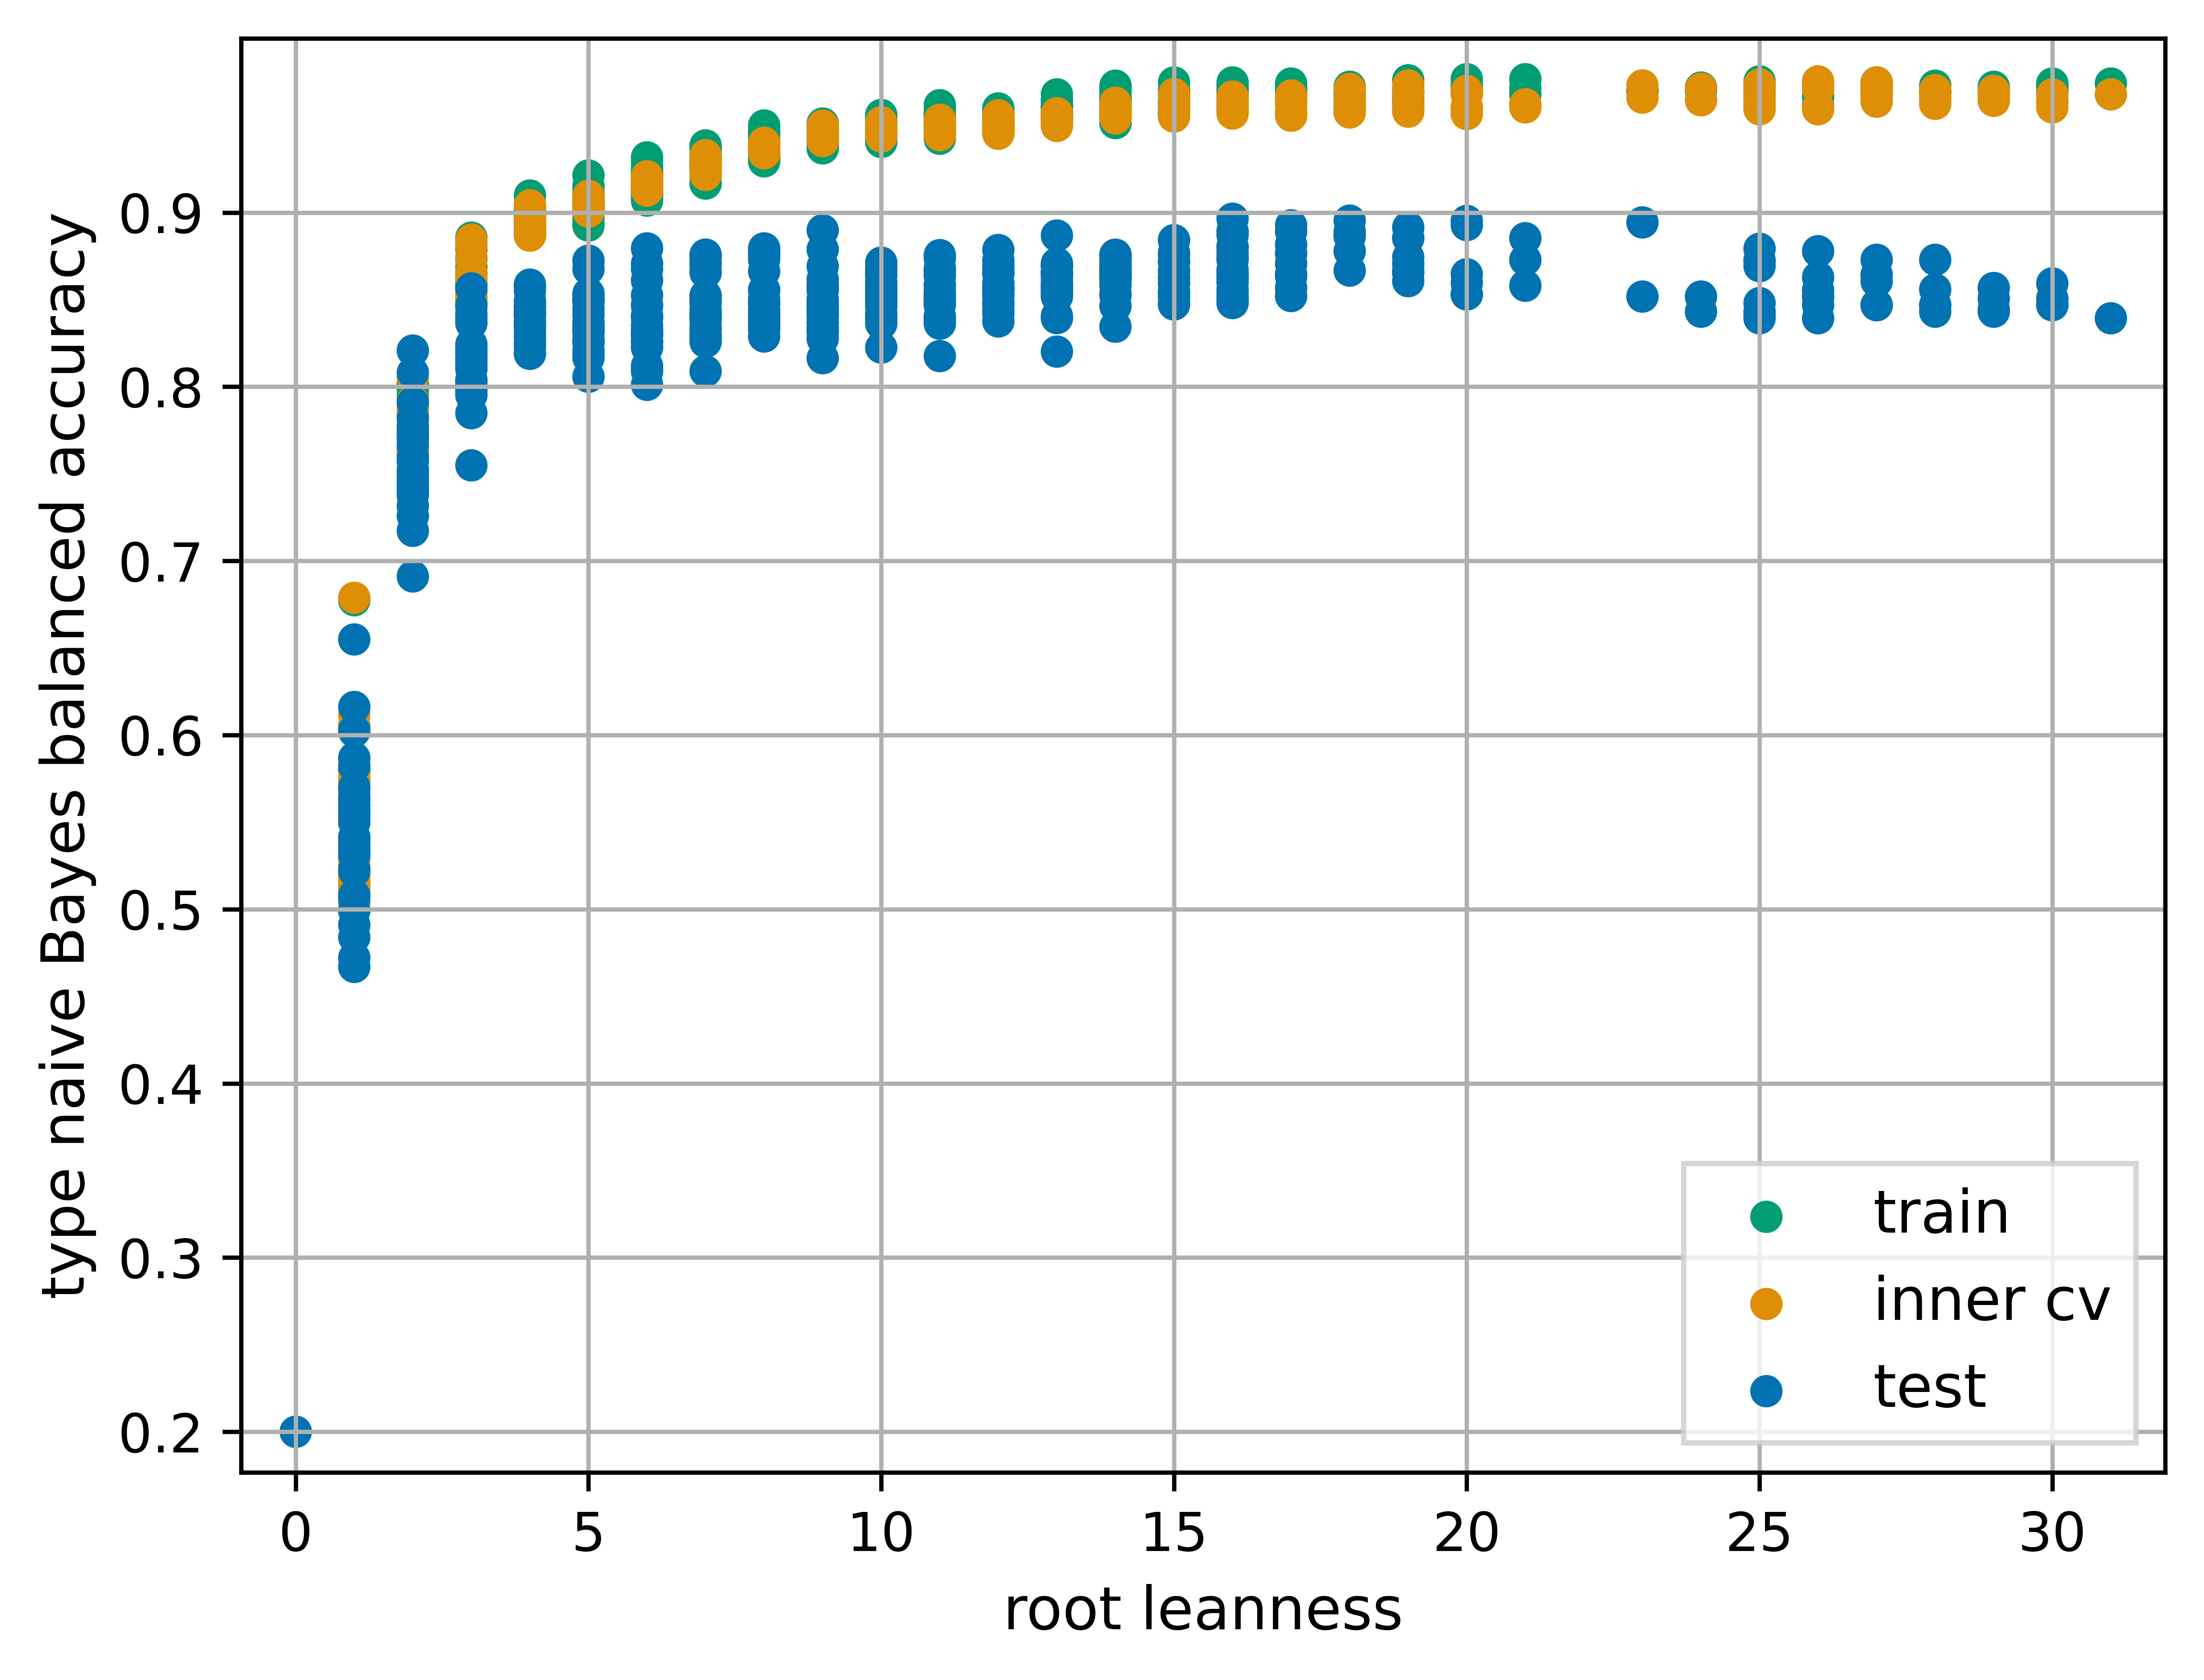 type naive Bayes balanced accuracy
0.9
0.8
0.7
0.6
0.5
0.4
0.3
0.2
train
inner cv
test
0 5 10 15 20 25 30
root leanness